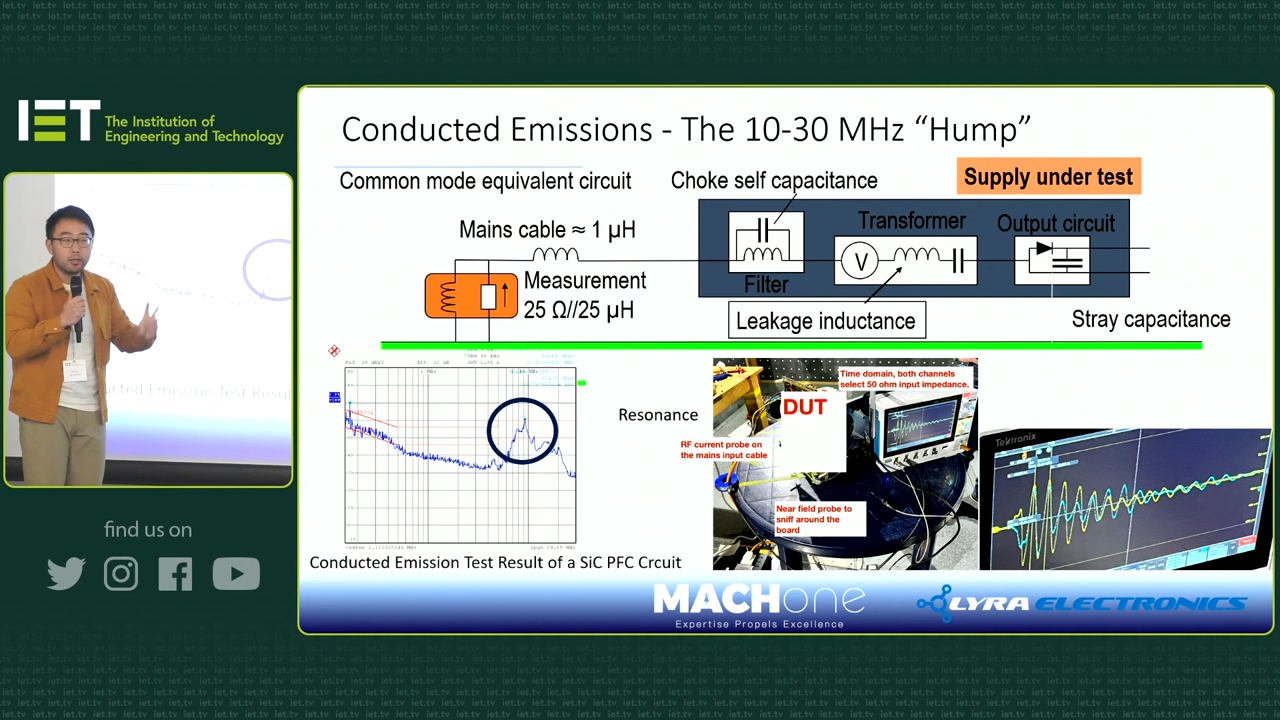 IET
The Institution of
Engineering and Technology
find us on
Conducted Emissions - The 10-30 MHz “Hump”
Common mode equivalent circuit
Choke self capacitance
Supply under test
Mains cable ≈ 1 µH
Transformer
Output circuit
V
Measurement
25 Ω//25 µH
Filter
Leakage inductance
Stray capacitance
Resonance
Time domain, both channels
select 50 ohm input impedance.
DUT
RF current probe on
the mains input cable
Near field probe to
sniff around the
board
Tektronix
Conducted Emission Test Result of a SiC PFC Crcuit
MACHone
Expertise Propels Excellence
LYRA ELECTRONICS